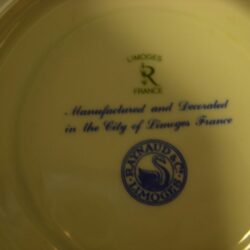 LIMOGES
R
FRANCE
Manufactured and Decorated
in the City of Limoges France
RAYNAUD & Co
LIMOGES